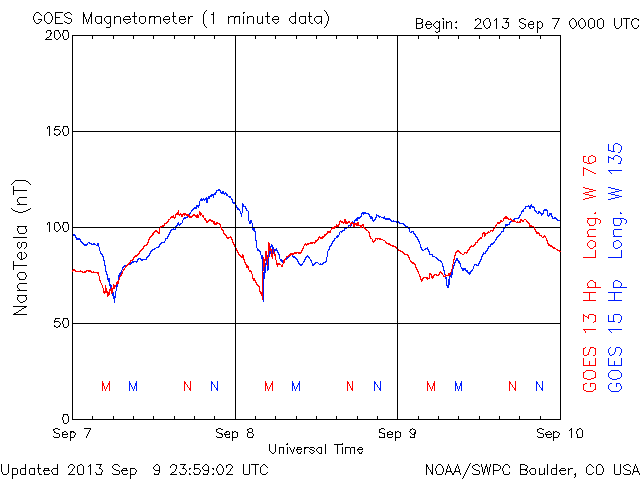 GOES Magnetometer (1 minute data)
Begin: 2013 Sep 7 0000 UTC
200
150
100
50
0
NanoTesla (nT)
M M N N M M N N M M N N
Sep 7 Sep 8 Sep 9 Sep 10
Universal Time
GOES 13 Hp Long. W 76
GOES 15 Hp Long. W 135
Updated 2013 Sep 9 23:59:02 UTC
NOAA/SWPC Boulder, CO USA